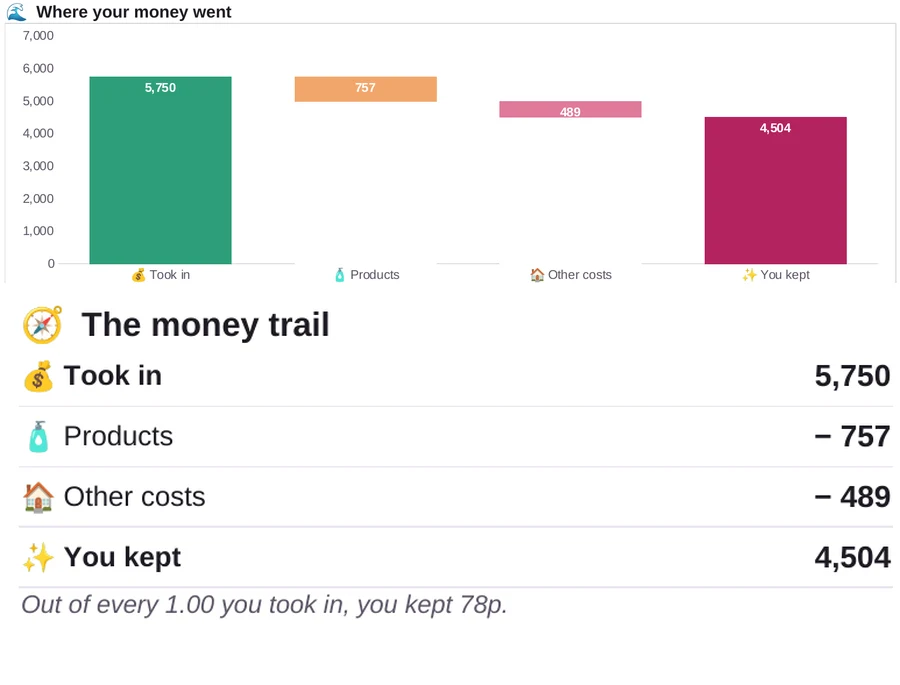 🌊 Where your money went
7,000
6,000
5,000
4,000
3,000
2,000
1,000
0
5,750
757
489
4,504
💰 Took in
🧴 Products
🏠 Other costs
✨ You kept
🧭 The money trail
💰 Took in 5,750
🧴 Products − 757
🏠 Other costs − 489
✨ You kept 4,504
Out of every 1.00 you took in, you kept 78p.